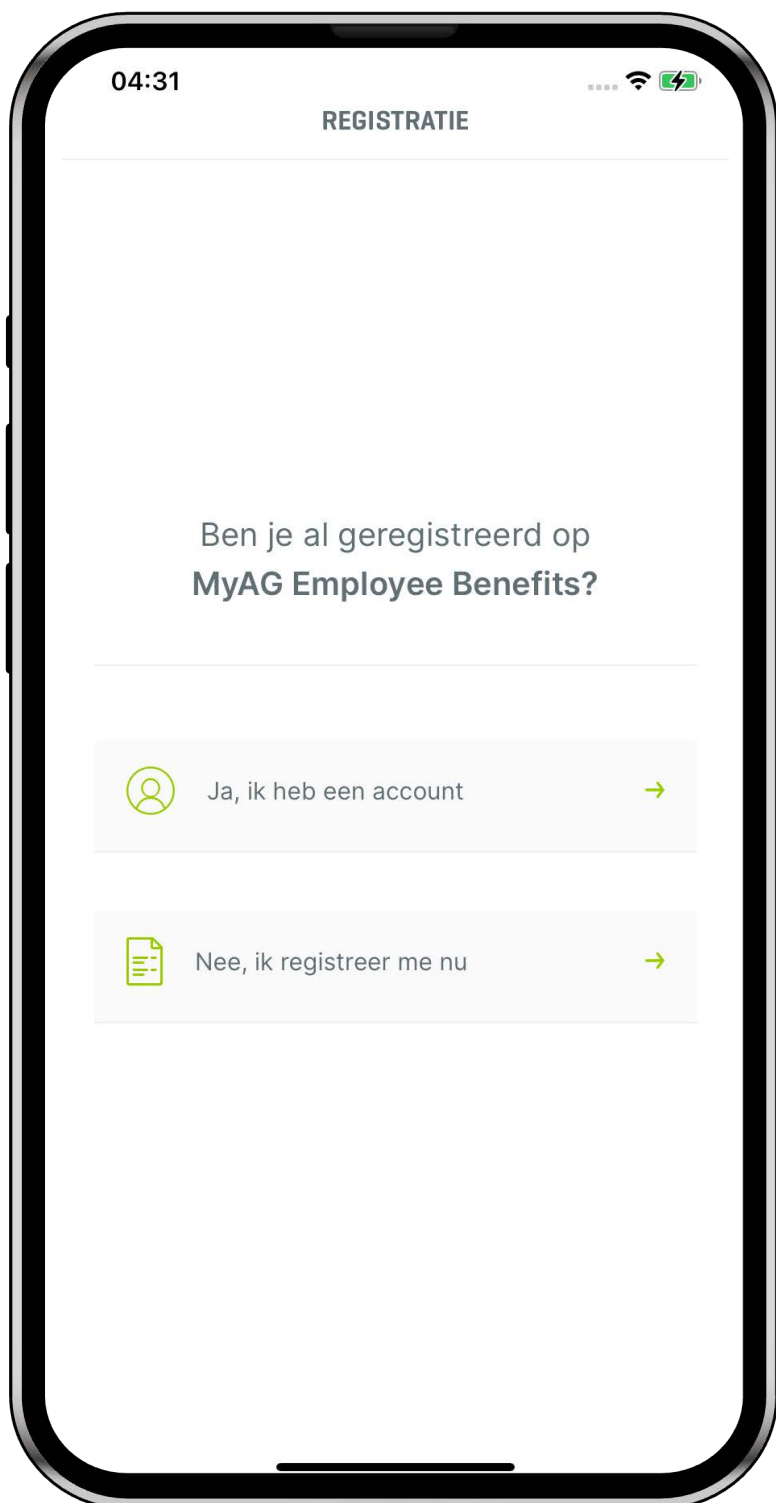 04:31
REGISTRATIE
Ben je al geregistreerd op
MyAG Employee Benefits?
Ja, ik heb een account
Nee, ik registreer me nu